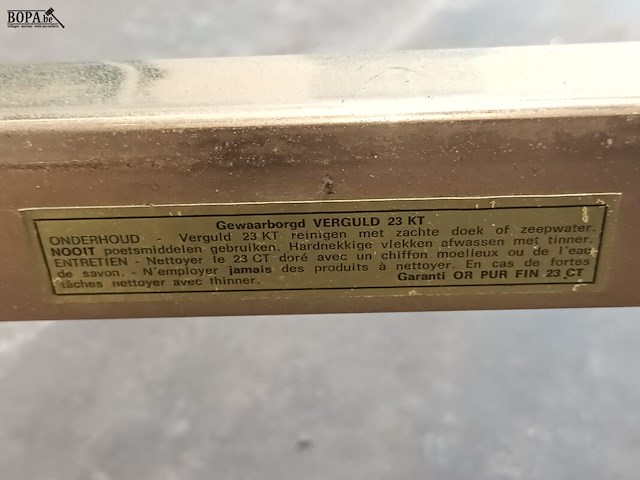 BOPA.be
Gewaarborgd VERGULD 23 KT
ONDERHOUD - Verguld 23 KT reinigen met zachte doek of zeepwater.
NOOIT poetsmiddelen gebruiken. Hardnekkige vlekken afwassen met tinner.
ENTRETIEN - Nettoyer le 23 CT doré avec un chiffon moelleux ou de l'eau
de savon. - N'employer jamais des produits à nettoyer. En cas de fortes
tâches nettoyer avec thinner. Garanti OR PUR FIN 23 CT